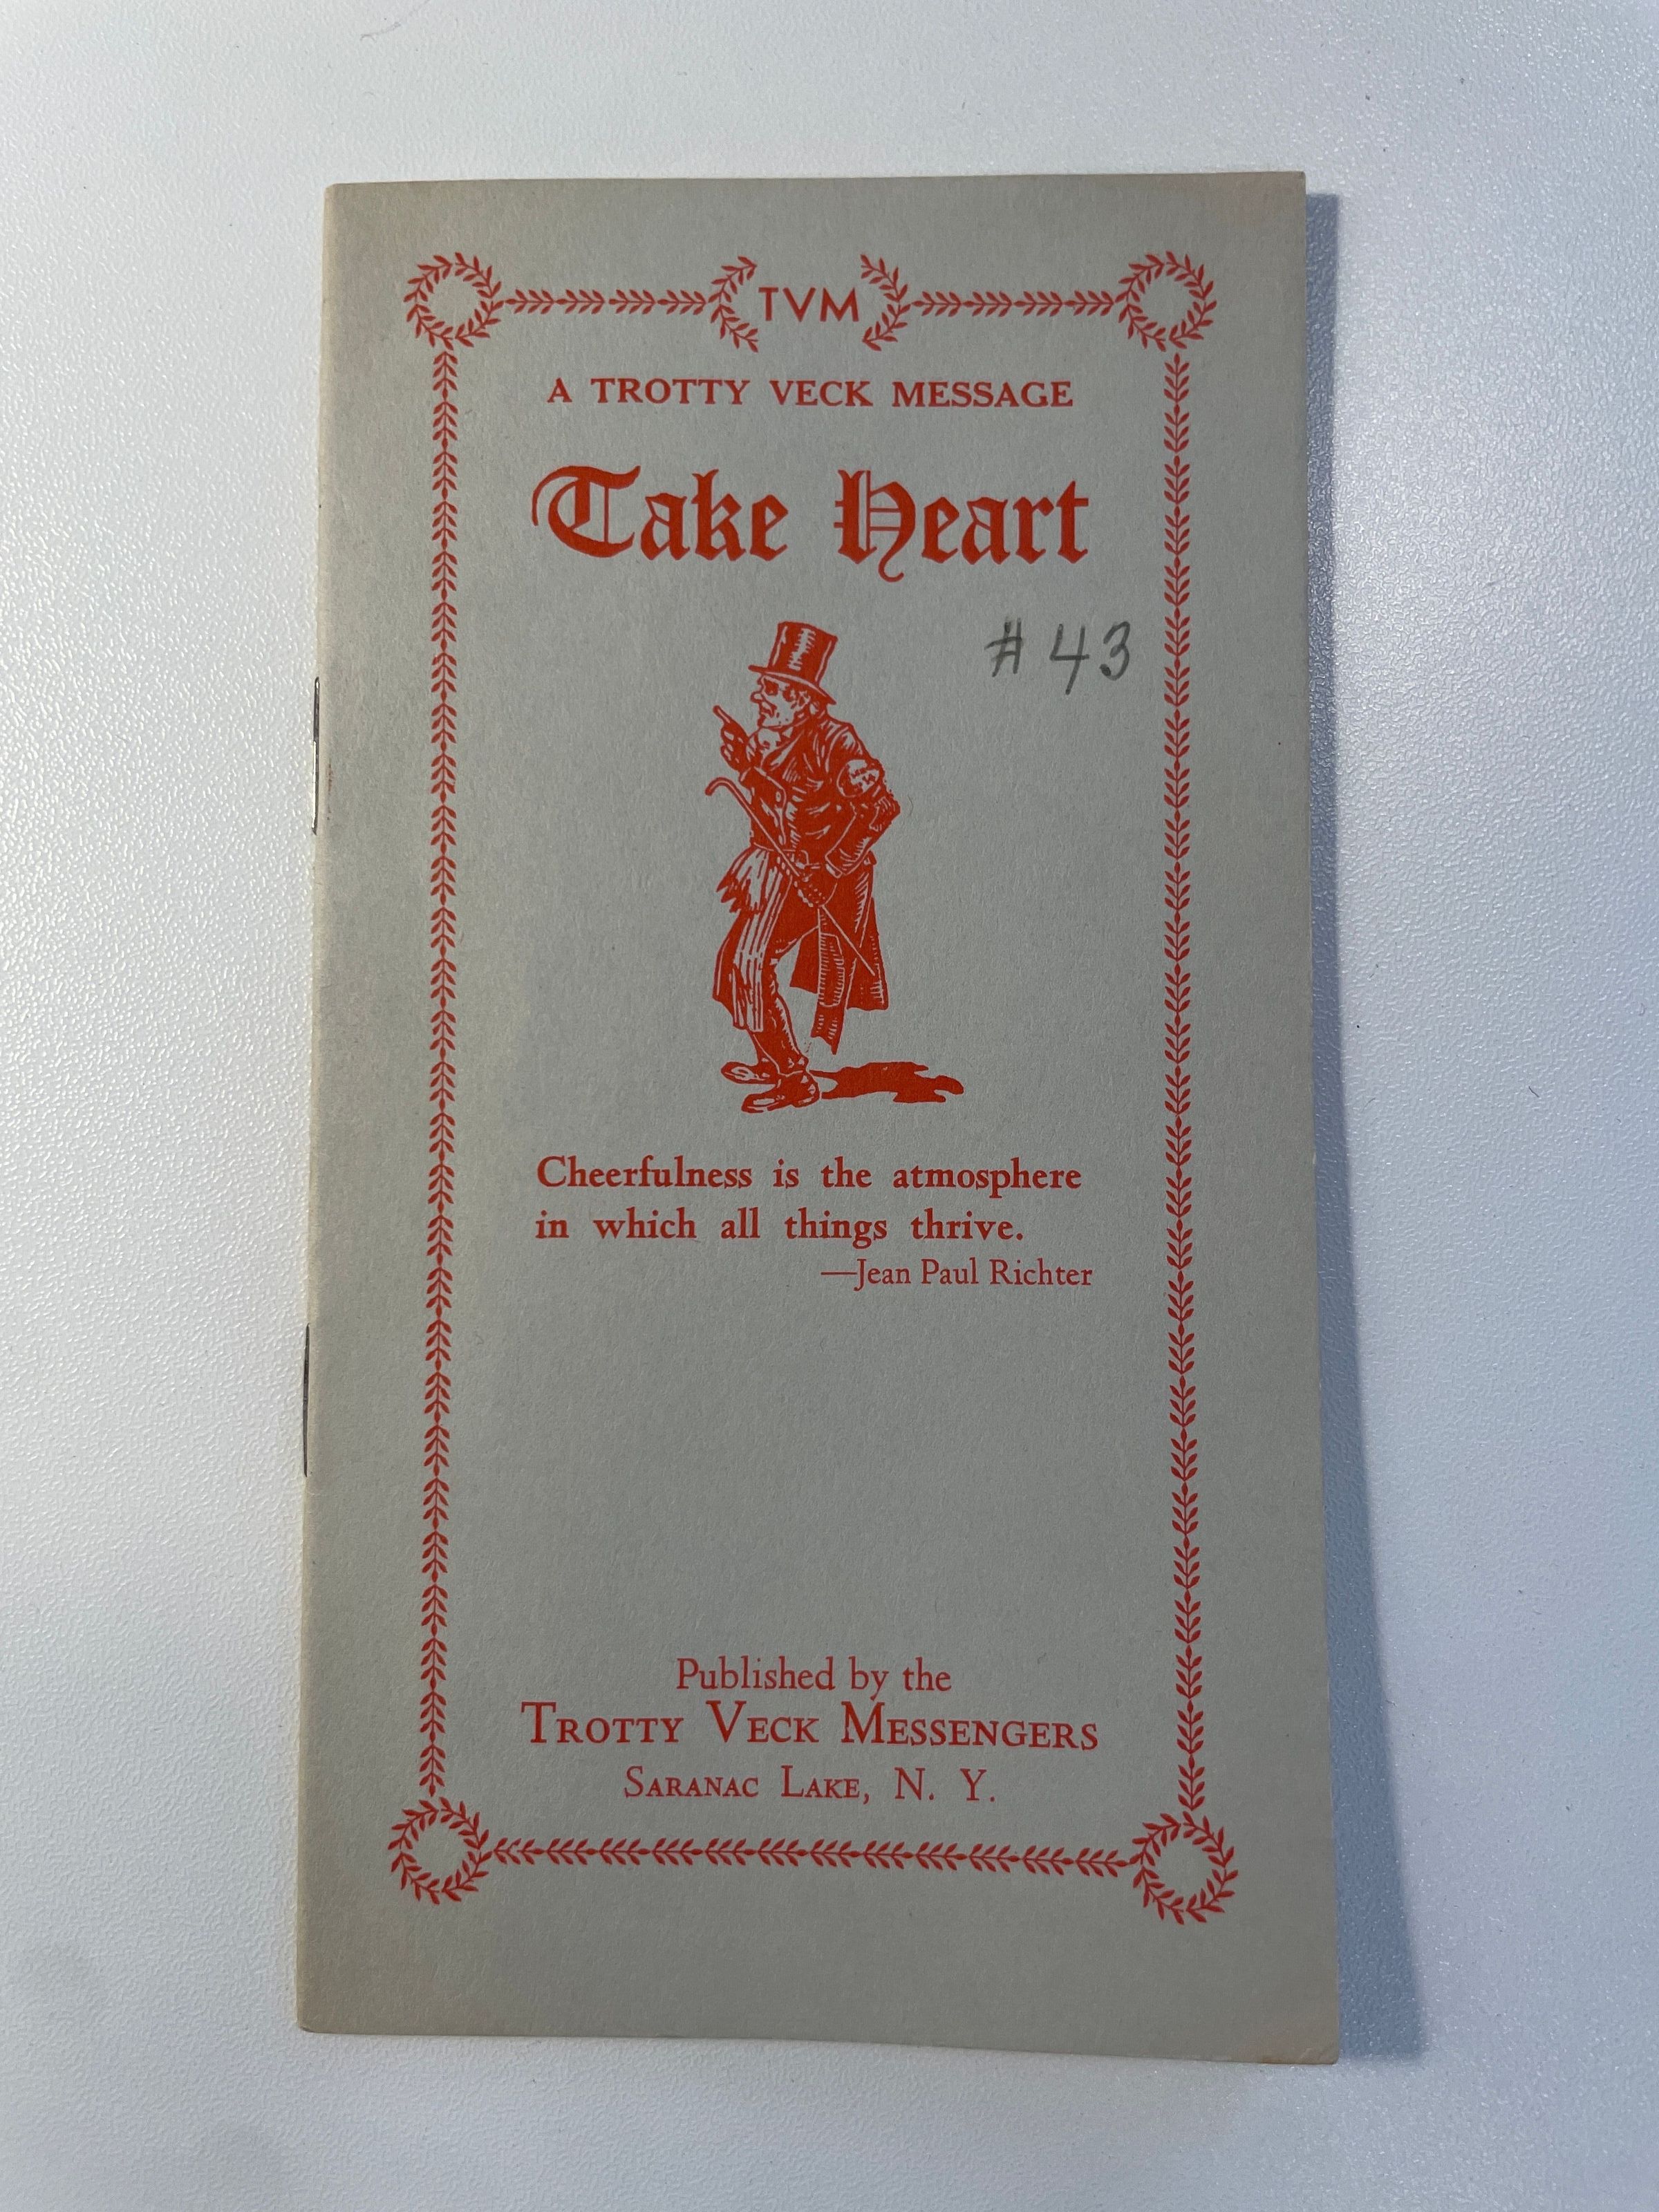 TVM
A TROTTY VECK MESSAGE
Take Heart
# 43
Cheerfulness is the atmosphere
in which all things thrive.
—Jean Paul Richter
Published by the
TROTTY VECK MESSENGERS
SARANAC LAKE, N. Y.